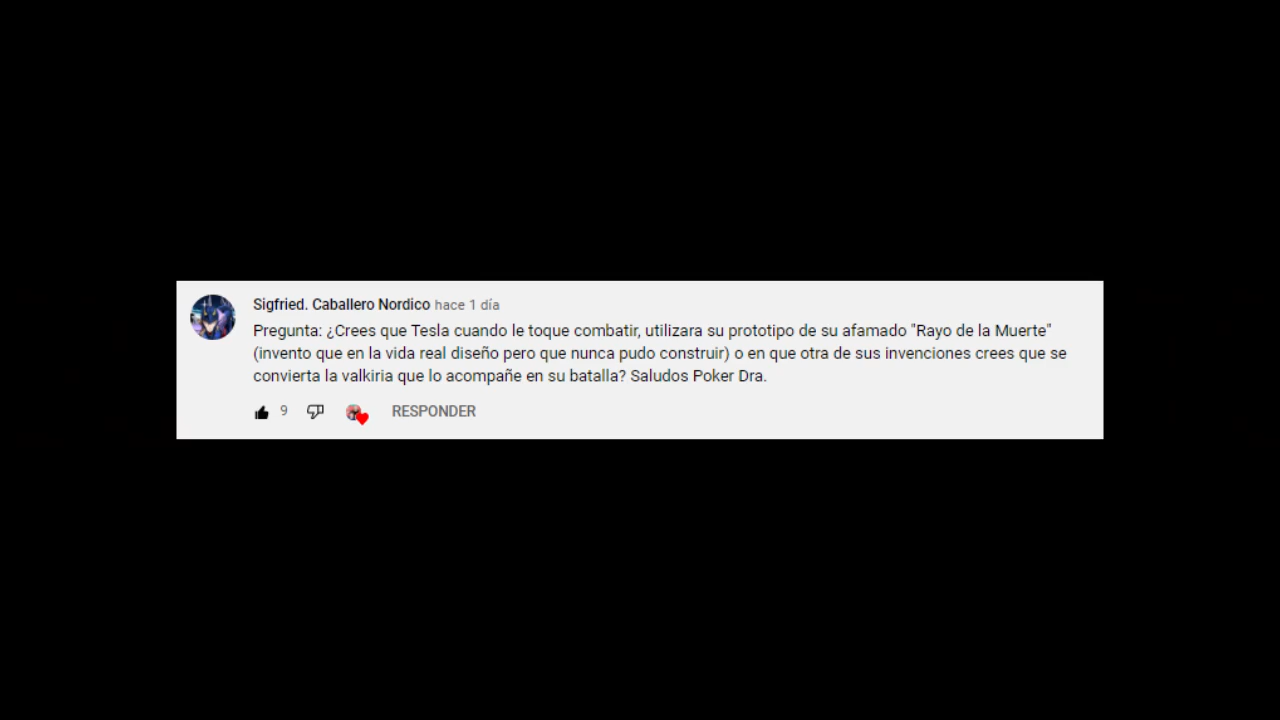 Sigfried. Caballero Nordico hace 1 día
Pregunta: ¿Crees que Tesla cuando le toque combatir, utilizara su prototipo de su afamado "Rayo de la Muerte"
(invento que en la vida real diseño pero que nunca pudo construir) o en que otra de sus invenciones crees que se
convierta la valkiria que lo acompañe en su batalla? Saludos Poker Dra.
9 RESPONDER